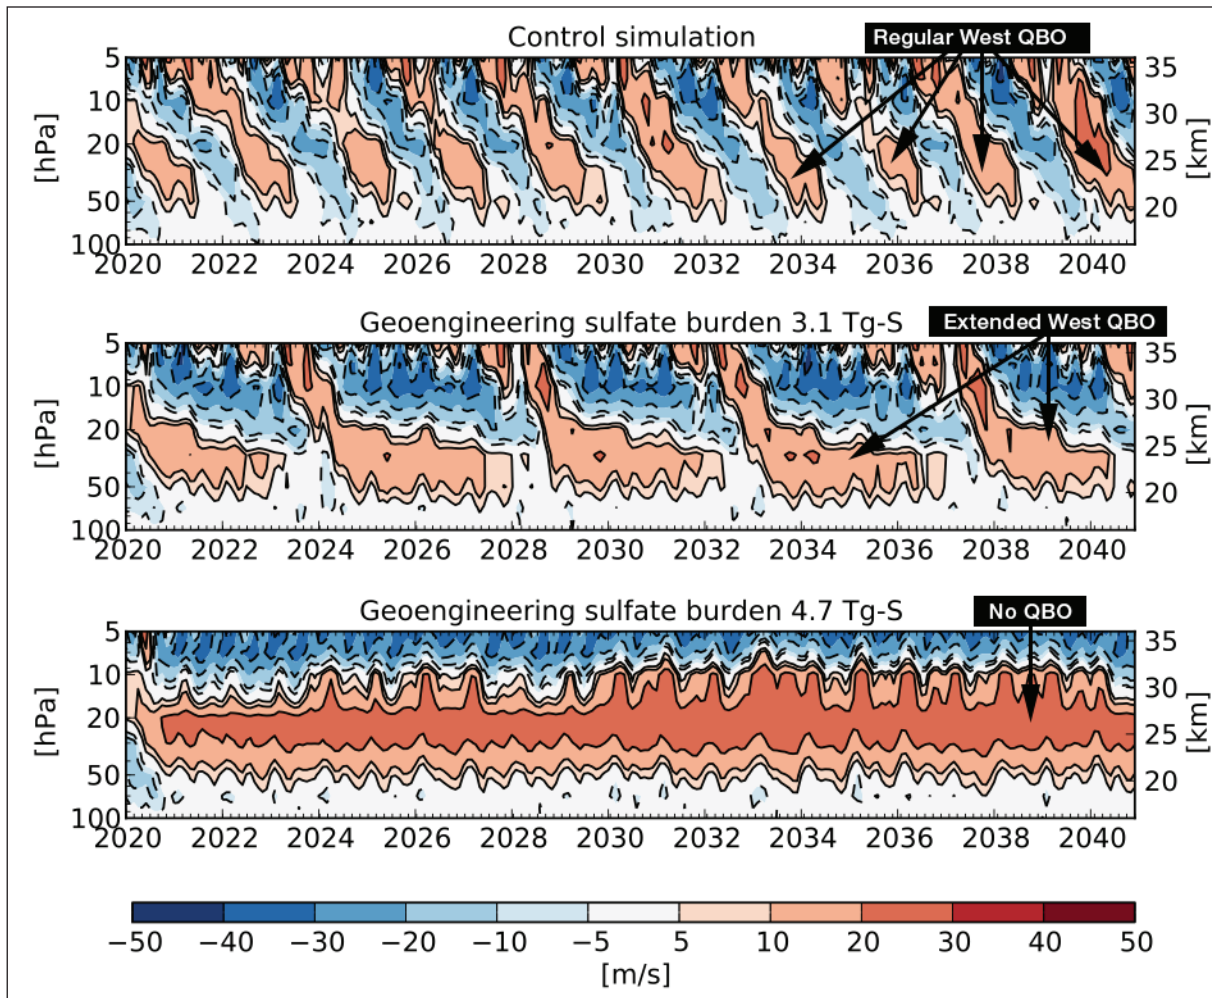 Control simulation
Regular West QBO
5
10
20
50
100
[hPa]
35
30
25
20
[km]
2020 2022 2024 2026 2028 2030 2032 2034 2036 2038 2040
Geoengineering sulfate burden 3.1 Tg-S
Extended West QBO
5
10
20
50
100
[hPa]
35
30
25
20
[km]
2020 2022 2024 2026 2028 2030 2032 2034 2036 2038 2040
Geoengineering sulfate burden 4.7 Tg-S
No QBO
5
10
20
50
100
[hPa]
35
30
25
20
[km]
2020 2022 2024 2026 2028 2030 2032 2034 2036 2038 2040
−50 −40 −30 −20 −10 −5 5 10 20 30 40 50
[m/s]